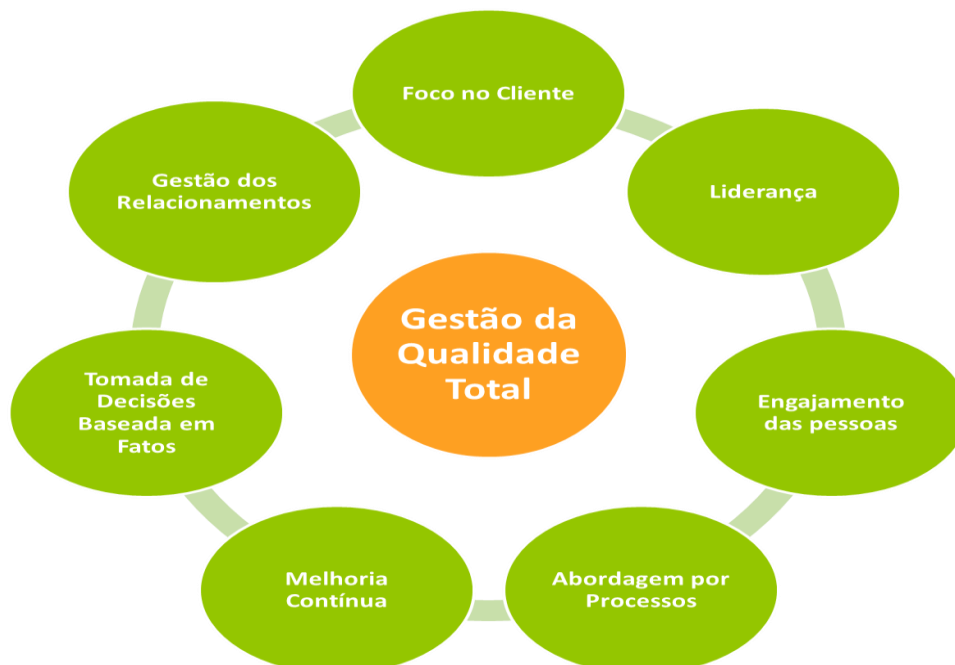 Foco no Cliente
Liderança
Engajamento
das pessoas
Abordagem por
Processos
Melhoria
Contínua
Tomada de
Decisões
Baseada em
Fatos
Gestão dos
Relacionamentos
Gestão da
Qualidade
Total